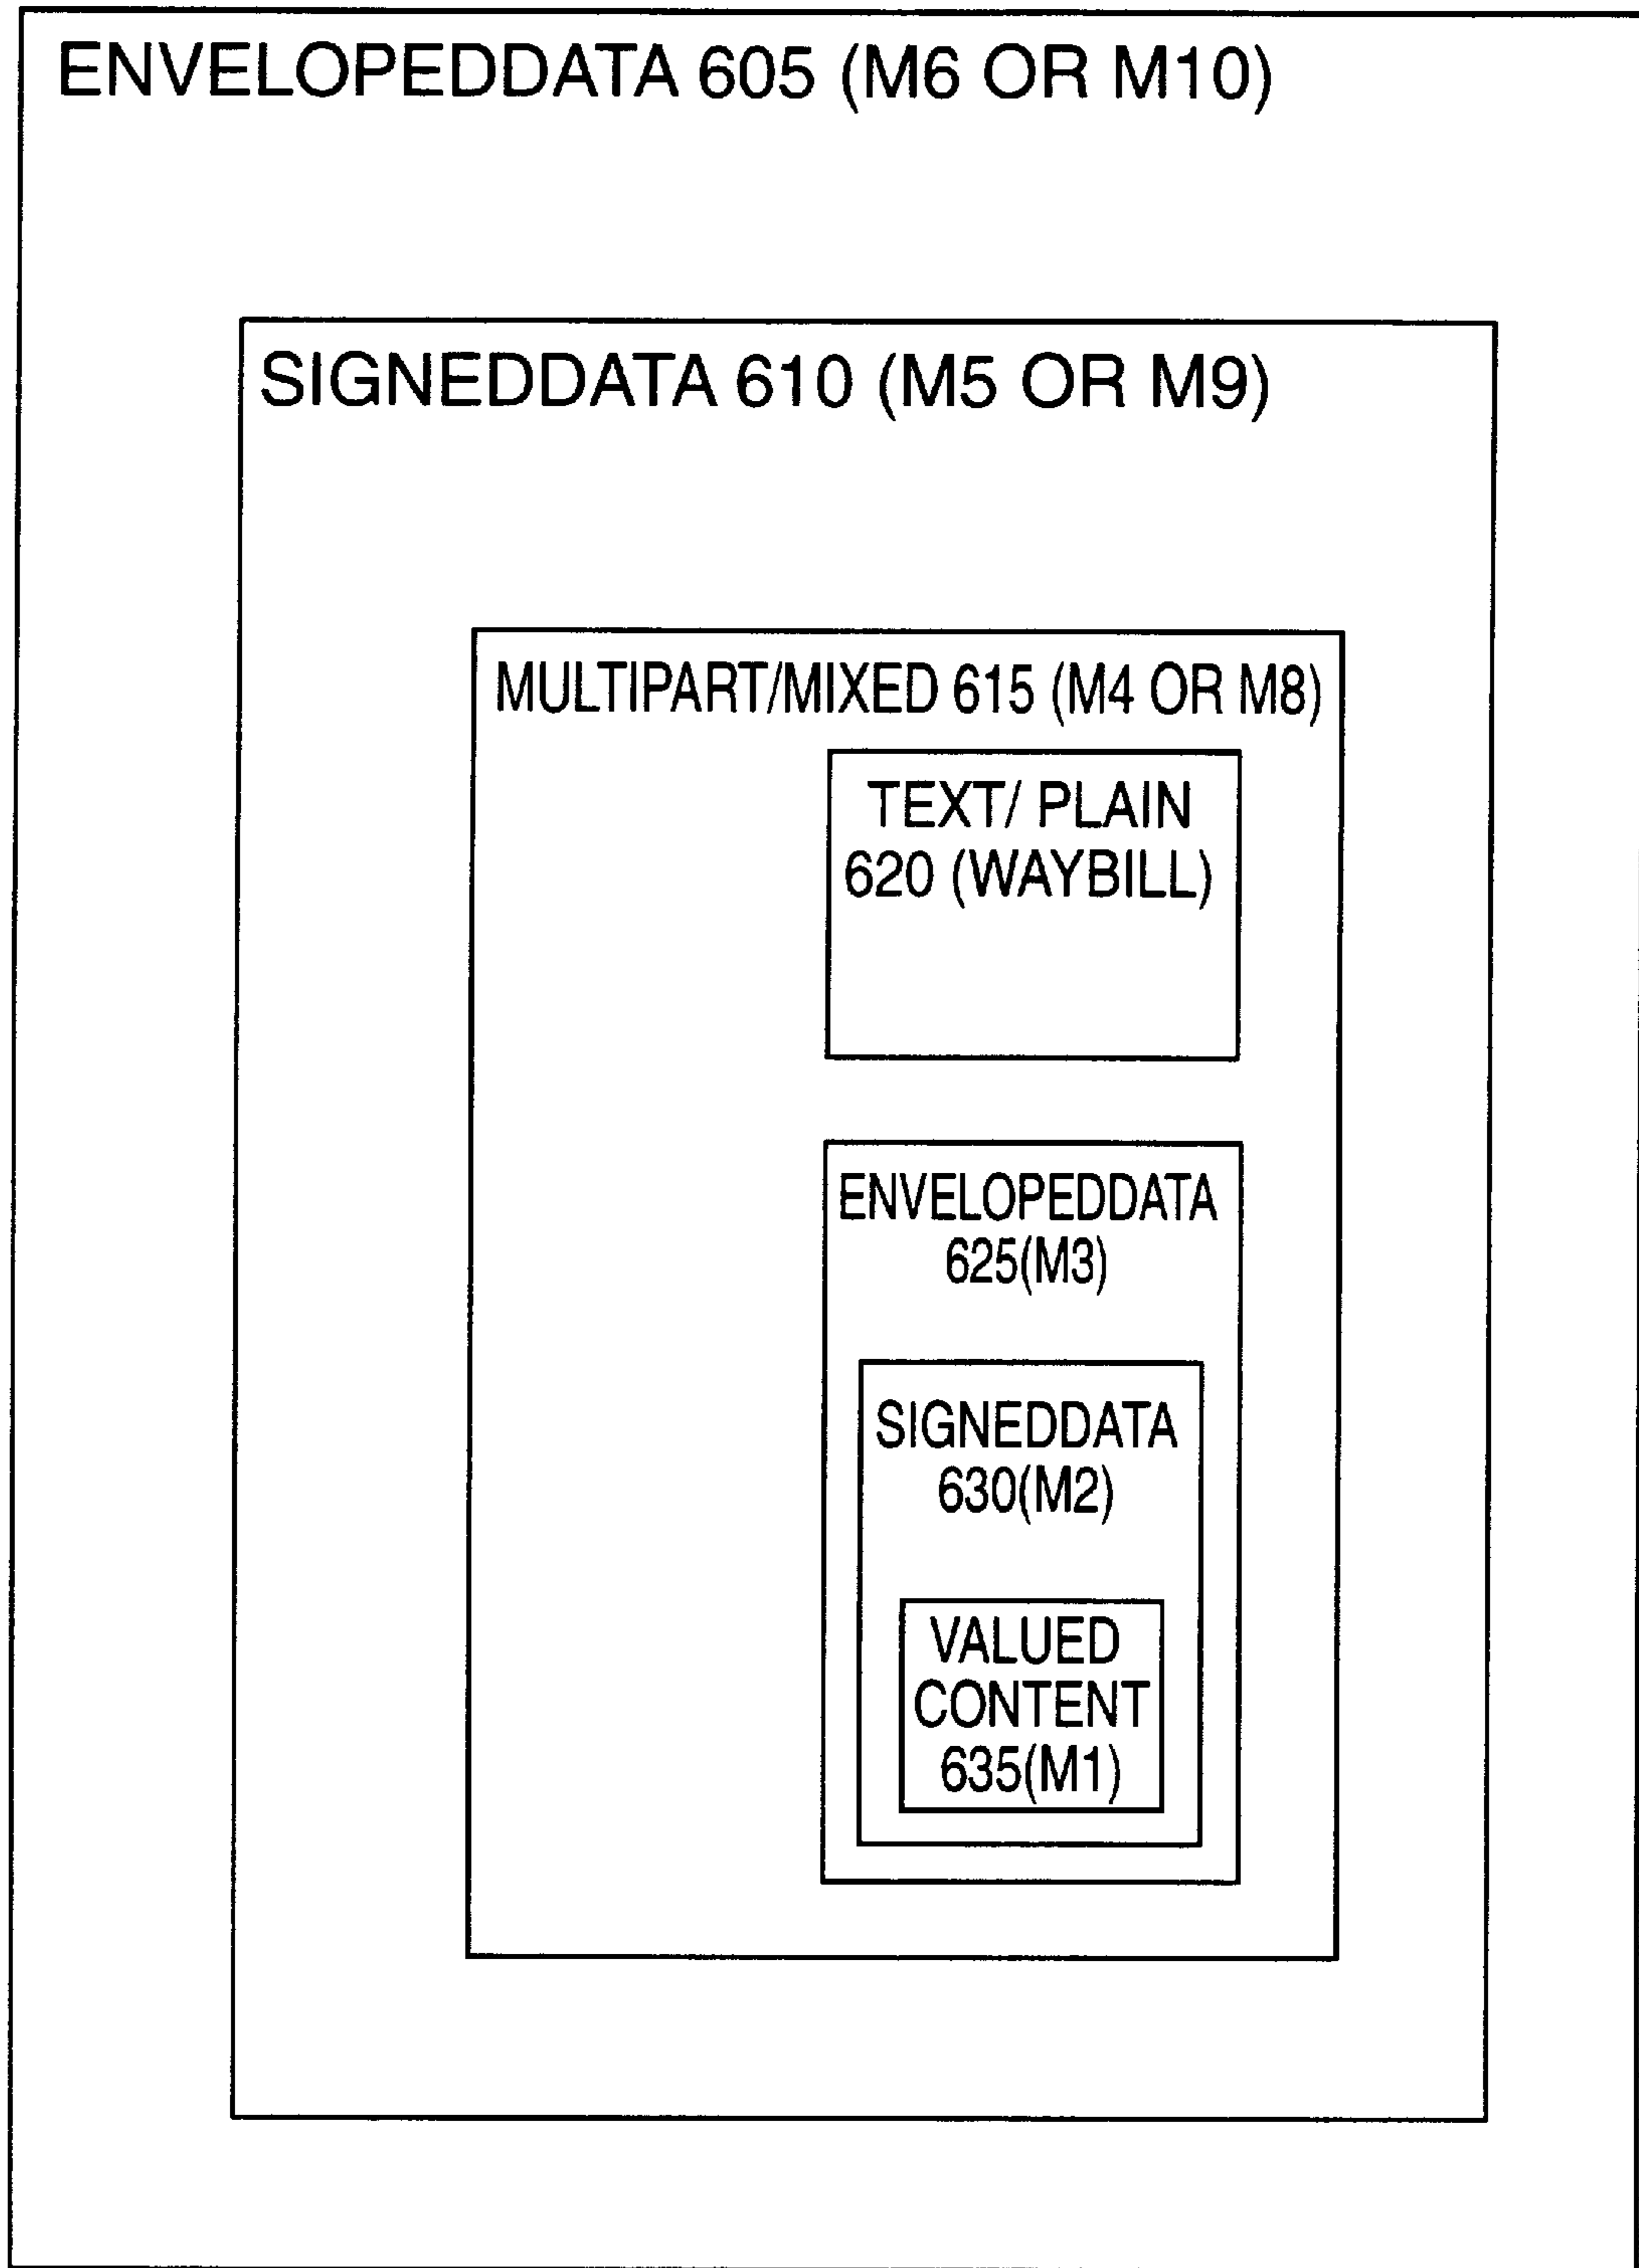 ENVELOPEDDATA 605 (M6 OR M10)
SIGNEDDATA 610 (M5 OR M9)
MULTIPART/MIXED 615 (M4 OR M8)
TEXT/ PLAIN
620 (WAYBILL)
ENVELOPEDDATA
625(M3)
SIGNEDDATA
630(M2)
VALUED
CONTENT
635(M1)